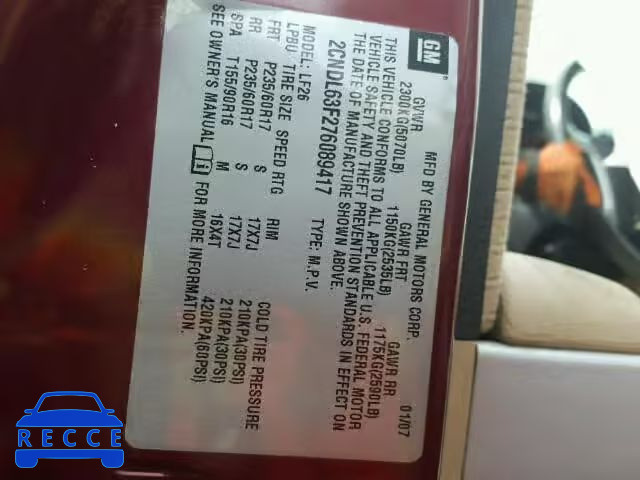 GM
MFD BY GENERAL MOTORS CORP.
01/07
GVWR GAWR FRT GAWR RR
2300KG(5070LB) 1150KG(2535LB) 1175KG(2590LB)
THIS VEHICLE CONFORMS TO ALL APPLICABLE U.S. FEDERAL MOTOR
VEHICLE SAFETY AND THEFT PREVENTION STANDARDS IN EFFECT ON
THE DATE OF MANUFACTURE SHOWN ABOVE.
2CNDL63F276089417 TYPE: M.P.V.
MODEL: LF26
LPBU TIRE SIZE SPEED RTG RIM COLD TIRE PRESSURE
FRT P235/60R17 S 17X7J 210KPA(30PSI)
RR P235/60R17 S 17X7J 210KPA(30PSI)
SPA T155/90R16 M 16X4T 420KPA(60PSI)
SEE OWNER'S MANUAL FOR MORE INFORMATION.
RECCE